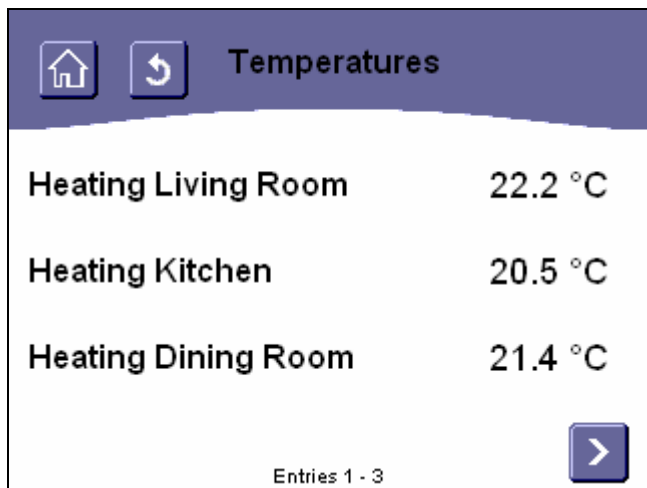 Temperatures
Heating Living Room 22.2 °C
Heating Kitchen 20.5 °C
Heating Dining Room 21.4 °C
Entries 1 - 3